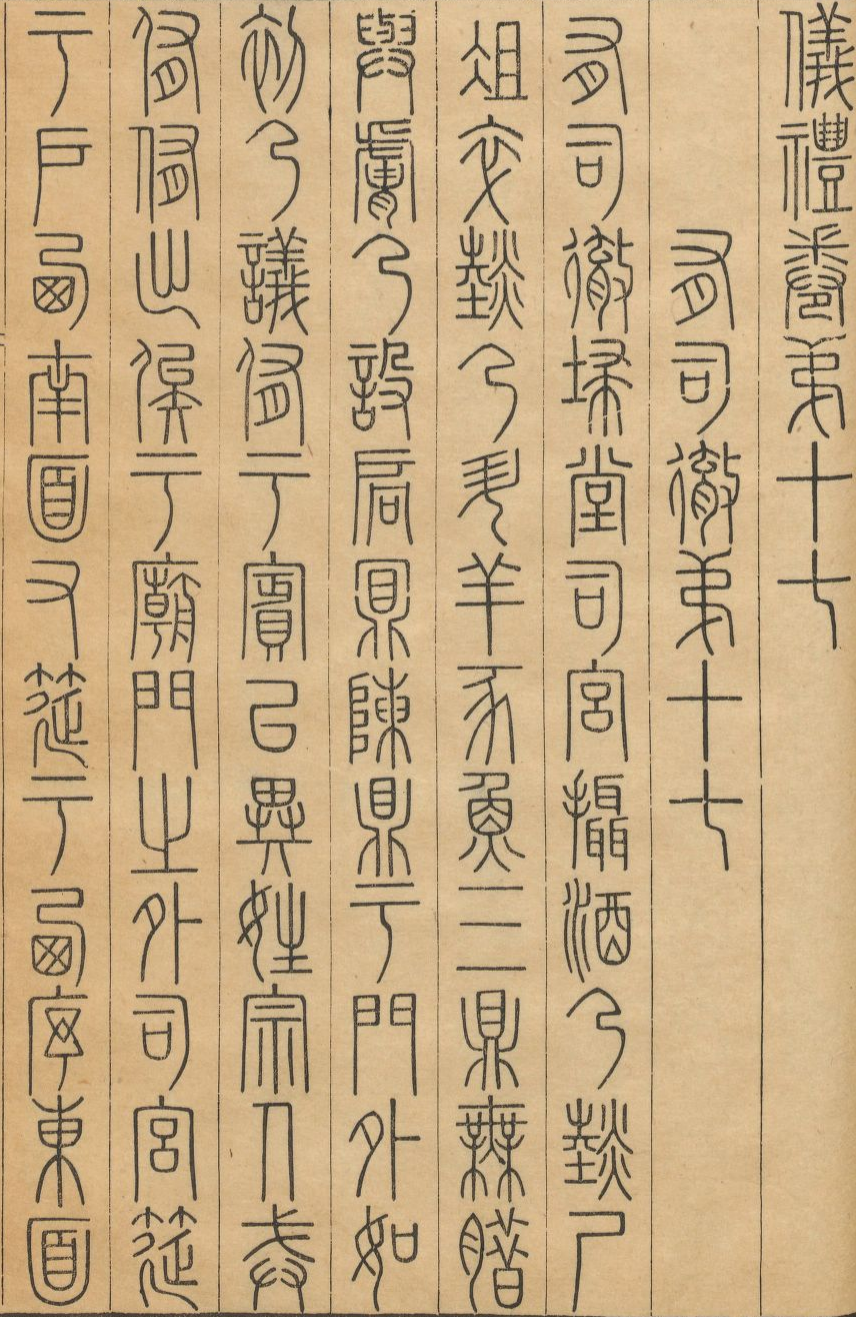 儀禮卷弟十七
有司徹弟十七
有司徹埽堂司宮攝酒乃燅尸
俎卒燅乃升羊豕魚三鼎無腊
與膚乃設扃鼏陳鼎于門外如
初乃議侑于賓以異姓宗人戒
侑侑出俟于廟門之外司宮筵
于戶西南面又筵于西序東面